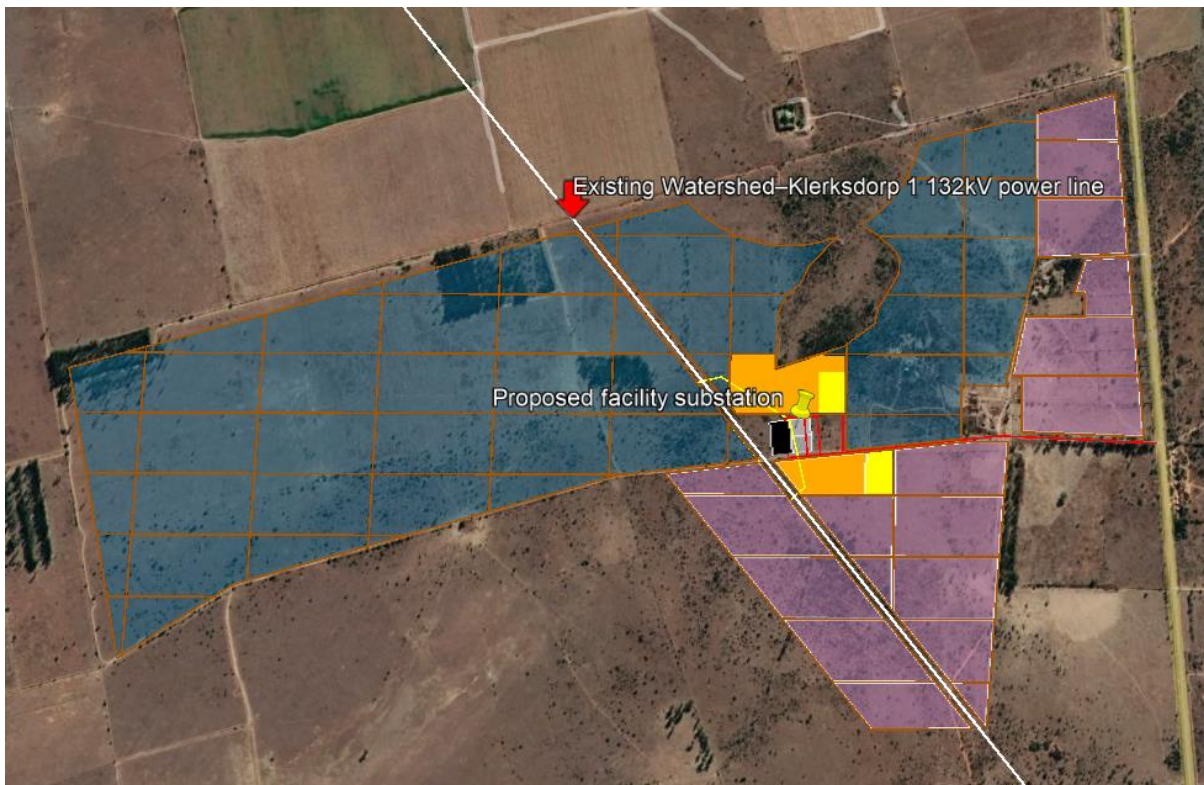 Existing Watershed–Klerksdorp 1 132kV power line
Proposed facility substation